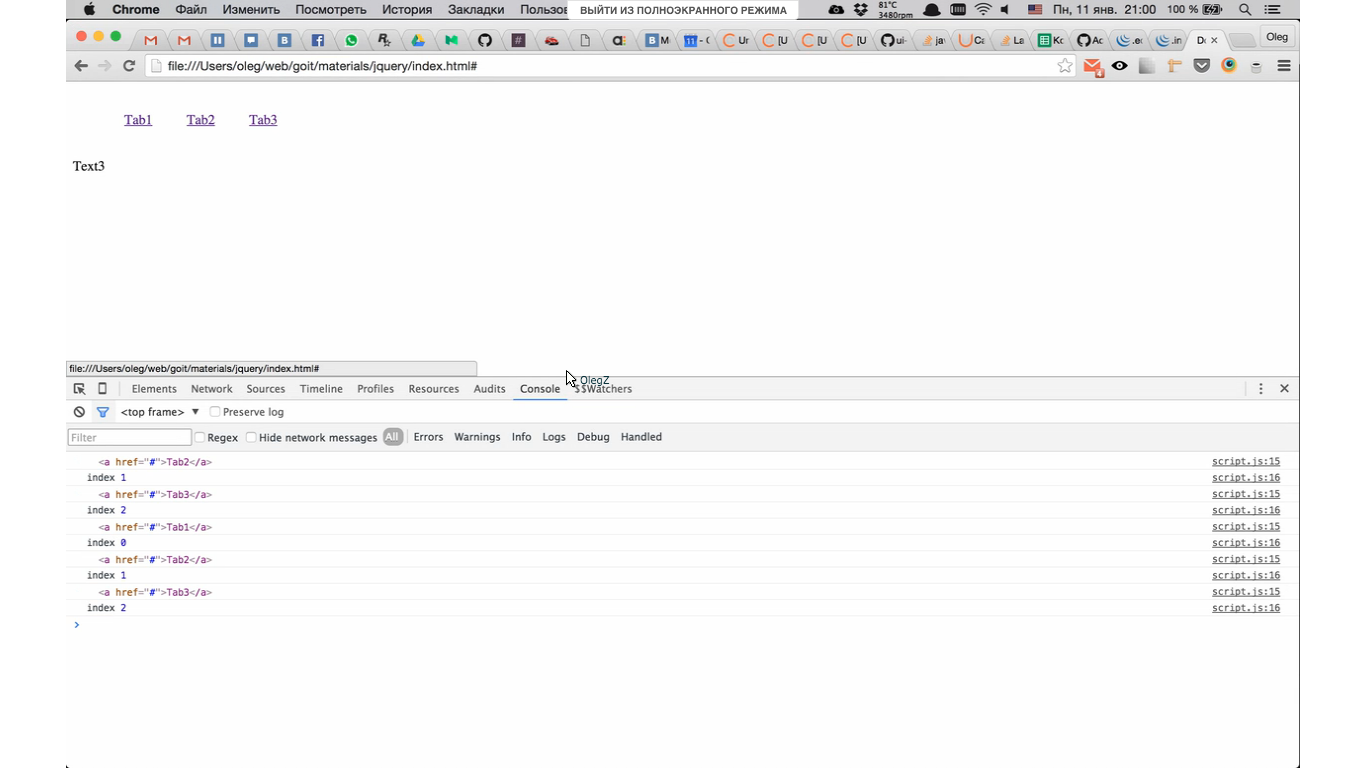 Chrome Файл Изменить Посмотреть История Закладки Пользо ВЫЙТИ ИЗ ПОЛНОЭКРАННОГО РЕЖИМА 81°C 3480rpm Пн, 11 янв. 21:00 100 %
Oleg
file:///Users/oleg/web/goit/materials/jquery/index.html#
Tab1 Tab2 Tab3
Text3
file:///Users/oleg/web/goit/materials/jquery/index.html#
OlegZ
Elements Network Sources Timeline Profiles Resources Audits Console $$Watchers
<top frame> Preserve log
Filter Regex Hide network messages All Errors Warnings Info Logs Debug Handled
<a href="#">Tab2</a> script.js:15
index 1 script.js:16
<a href="#">Tab3</a> script.js:15
index 2 script.js:16
<a href="#">Tab1</a> script.js:15
index 0 script.js:16
<a href="#">Tab2</a> script.js:15
index 1 script.js:16
<a href="#">Tab3</a> script.js:15
index 2 script.js:16